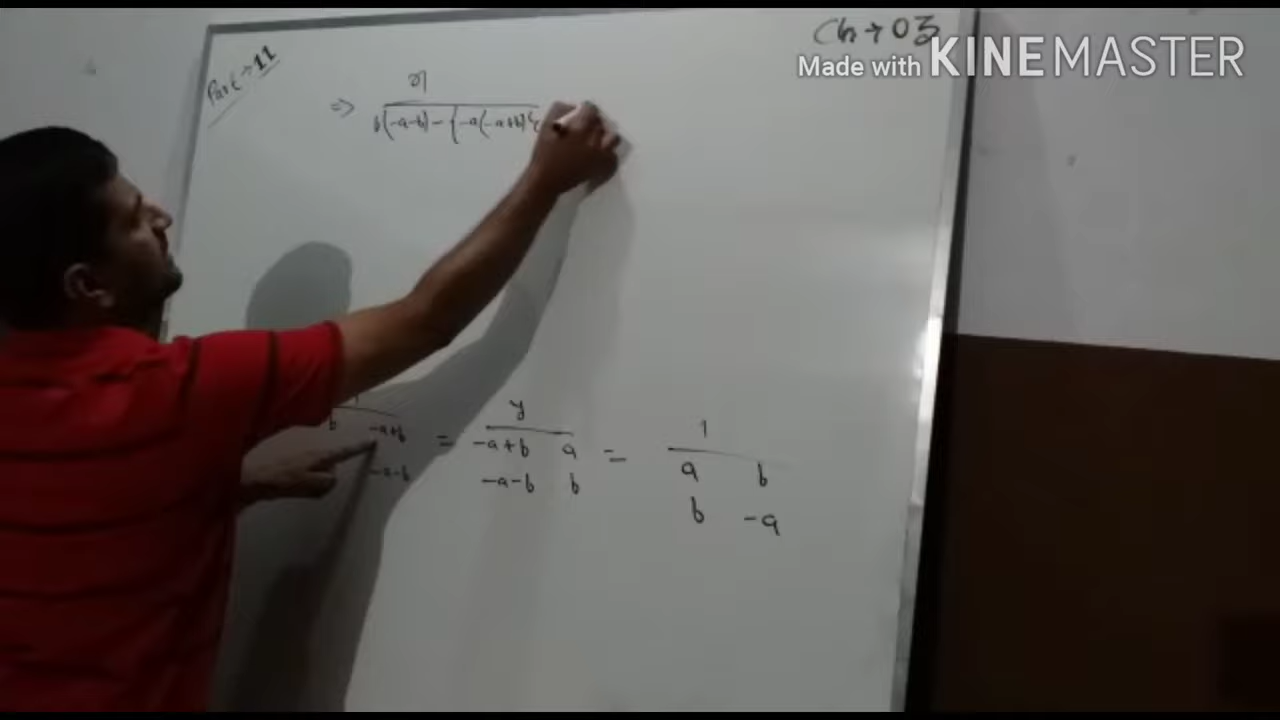 Part → 11
Ch → 03
Made with KINEMASTER
x
=> b(-a-b) - {-a(-a+b)}
y 1
b -a+b = -a+b a = a b
-a-b -a-b b b -a